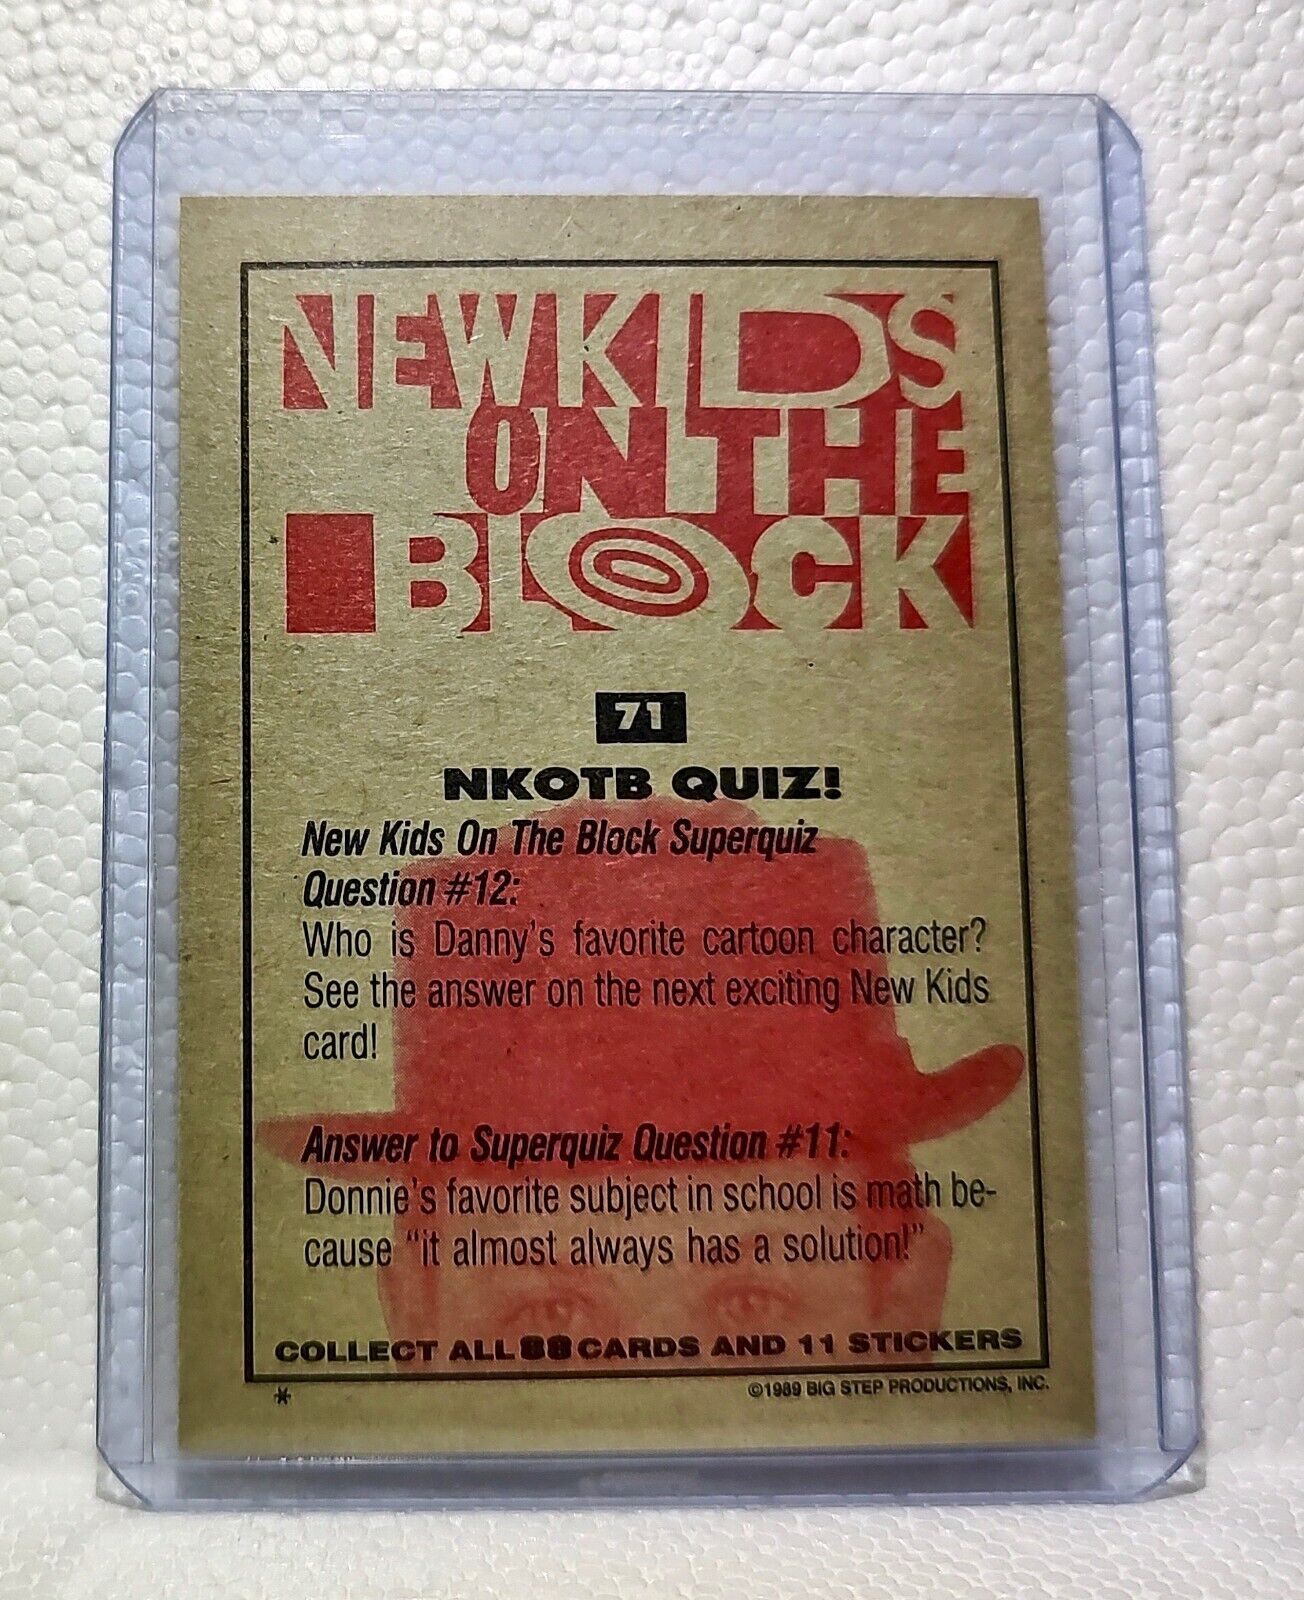 NEW KIDS
ON THE
BLOCK
71
NKOTB QUIZ!
New Kids On The Block Superquiz
Question #12:
Who is Danny's favorite cartoon character?
See the answer on the next exciting New Kids
card!
Answer to Superquiz Question #11:
Donnie's favorite subject in school is math be-
cause "it almost always has a solution!"
COLLECT ALL 88 CARDS AND 11 STICKERS
* ©1989 BIG STEP PRODUCTIONS, INC.